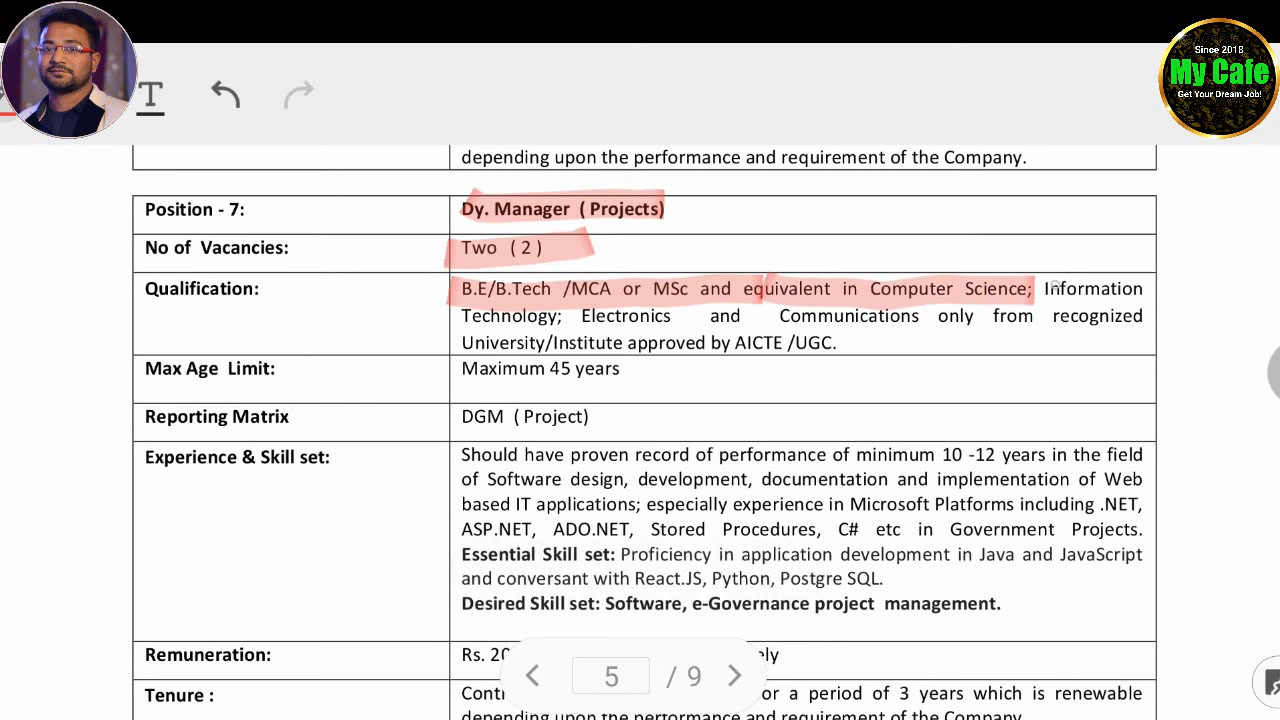 Since 2018
My Cafe
Get Your Dream Job!
T
depending upon the performance and requirement of the Company.
Position - 7:
Dy. Manager ( Projects)
No of Vacancies:
Two ( 2 )
Qualification:
B.E/B.Tech /MCA or MSc and equivalent in Computer Science; Information
Technology; Electronics and Communications only from recognized
University/Institute approved by AICTE /UGC.
Max Age Limit:
Maximum 45 years
Reporting Matrix
DGM ( Project)
Experience & Skill set:
Should have proven record of performance of minimum 10 -12 years in the field
of Software design, development, documentation and implementation of Web
based IT applications; especially experience in Microsoft Platforms including .NET,
ASP.NET, ADO.NET, Stored Procedures, C# etc in Government Projects.
Essential Skill set: Proficiency in application development in Java and JavaScript
and conversant with React.JS, Python, Postgre SQL.
Desired Skill set: Software, e-Governance project management.
Remuneration:
Rs.
5 / 9
Tenure :
or a period of 3 years which is renewable
depending upon the performance and requirement of the Company.